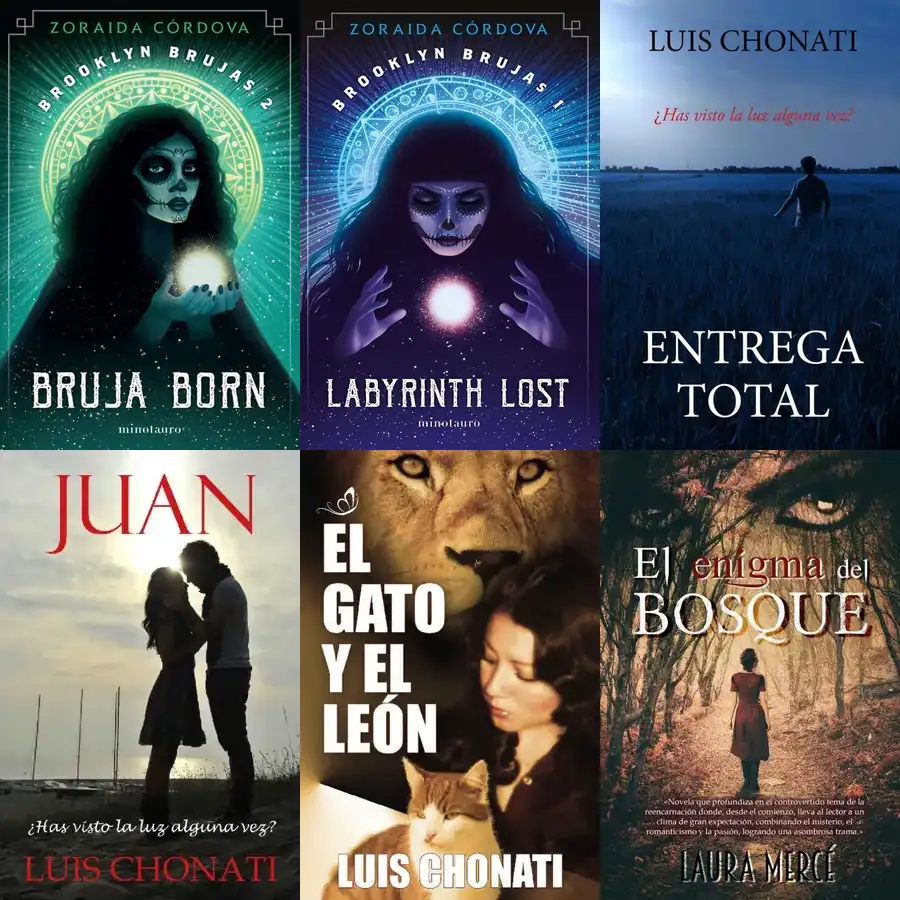 ZORAIDA CÓRDOVA
BROOKLYN BRUJAS 2
BRUJA BORN
minotauro
ZORAIDA CÓRDOVA
BROOKLYN BRUJAS 1
LABYRINTH LOST
minotauro
LUIS CHONATI
¿Has visto la luz alguna vez?
ENTREGA
TOTAL
JUAN
¿Has visto la luz alguna vez?
LUIS CHONATI
EL
GATO
Y EL
LEÓN
LUIS CHONATI
El enigma del
BOSQUE
«Novela que profundiza en el controvertido tema de la
reencarnación donde, desde el comienzo, lleva al lector a un
clima de gran expectación, combinando el misterio, el
romanticismo y la pasión, logrando una asombrosa trama.»
LAURA MERCÉ